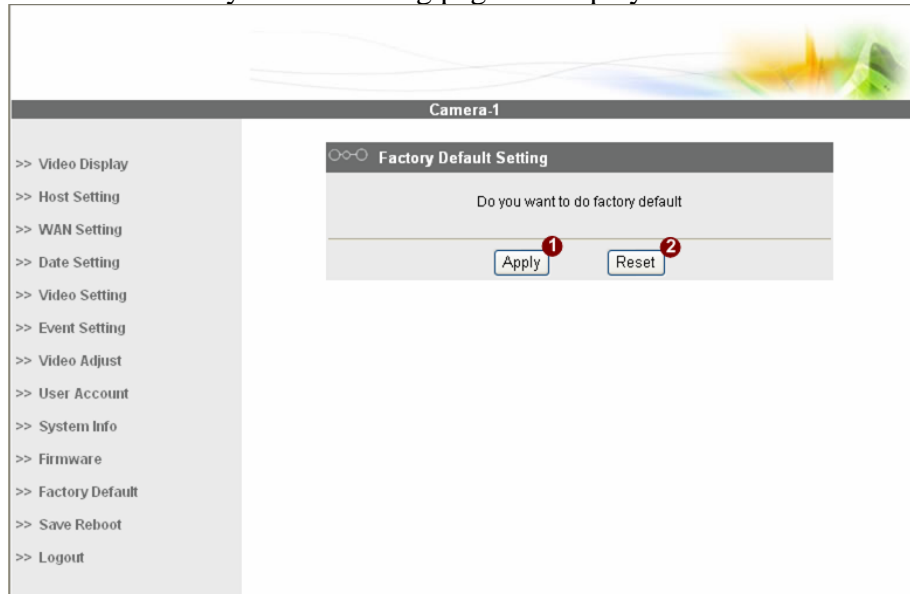 Camera-1
>> Video Display
>> Host Setting
>> WAN Setting
>> Date Setting
>> Video Setting
>> Event Setting
>> Video Adjust
>> User Account
>> System Info
>> Firmware
>> Factory Default
>> Save Reboot
>> Logout
Factory Default Setting
Do you want to do factory default
1 2
Apply Reset